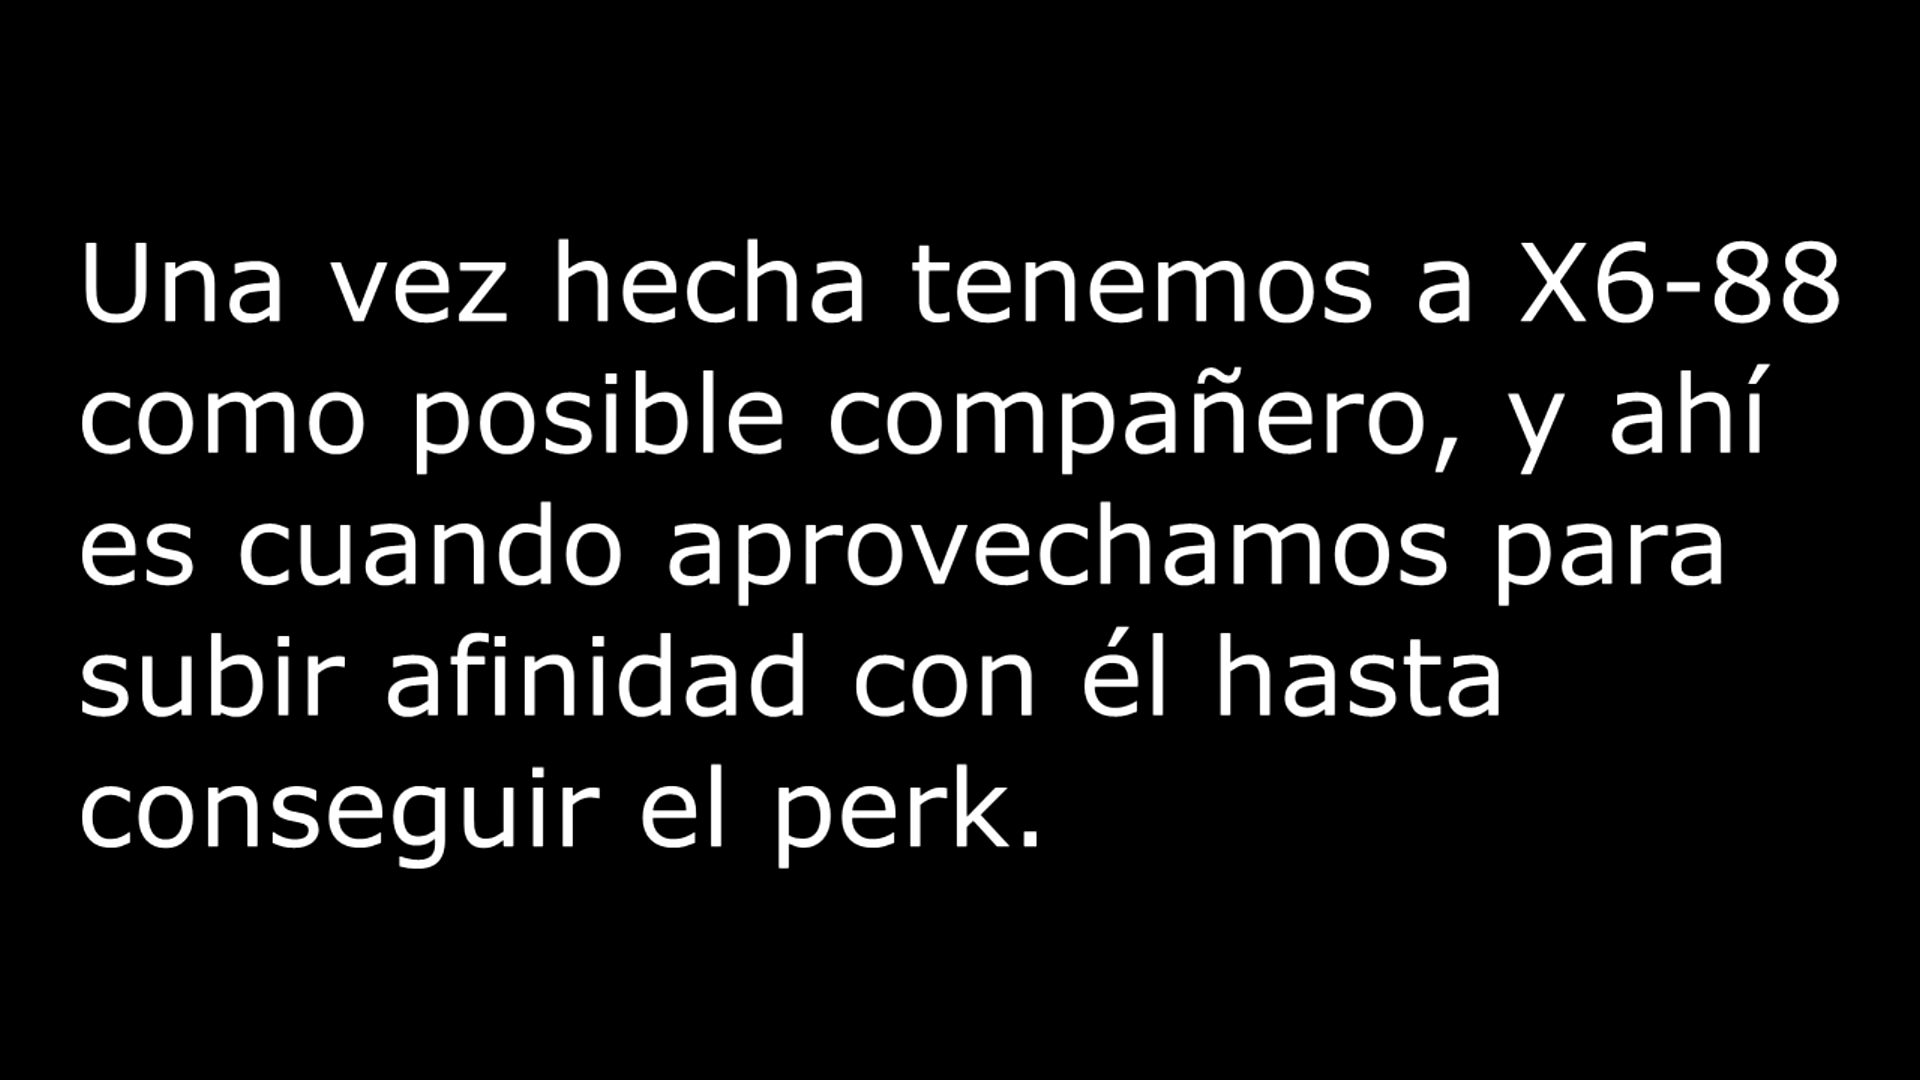 Una vez hecha tenemos a X6-88
como posible compañero, y ahí
es cuando aprovechamos para
subir afinidad con él hasta
conseguir el perk.